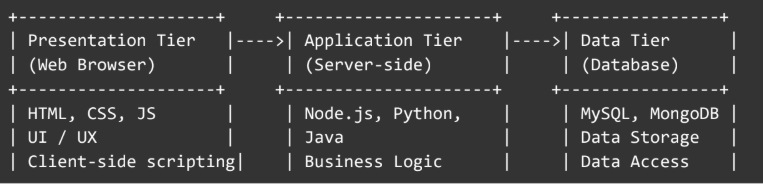 +--------------------+     +----------------------+     +----------------+
| Presentation Tier  |---->| Application Tier     |---->| Data Tier      |
| (Web Browser)      |     | (Server-side)        |     | (Database)     |
+--------------------+     +----------------------+     +----------------+
| HTML, CSS, JS      |     | Node.js, Python,     |     | MySQL, MongoDB |
| UI / UX            |     | Java                 |     | Data Storage   |
| Client-side scripting|     | Business Logic       |     | Data Access    |